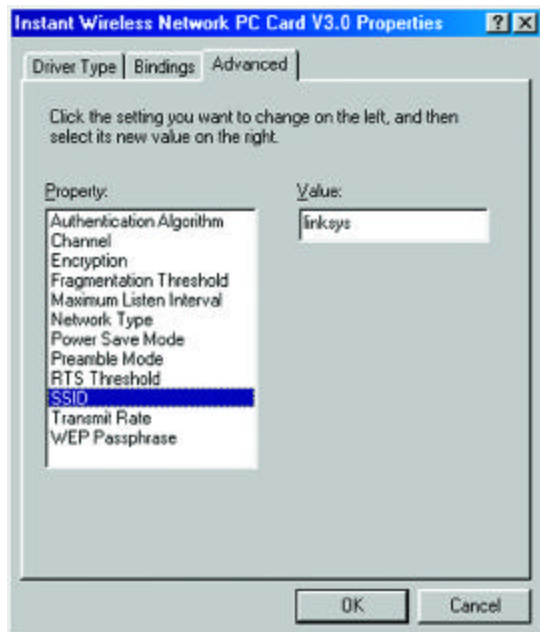 Instant Wireless Network PC Card V3.0 Properties
Driver Type Bindings Advanced
Click the setting you want to change on the left, and then
select its new value on the right.
Property:
Authentication Algorithm
Channel
Encryption
Fragmentation Threshold
Maximum Listen Interval
Network Type
Power Save Mode
Preamble Mode
RTS Threshold
SSID
Transmit Rate
WEP Passphrase
Value:
linksys
OK Cancel